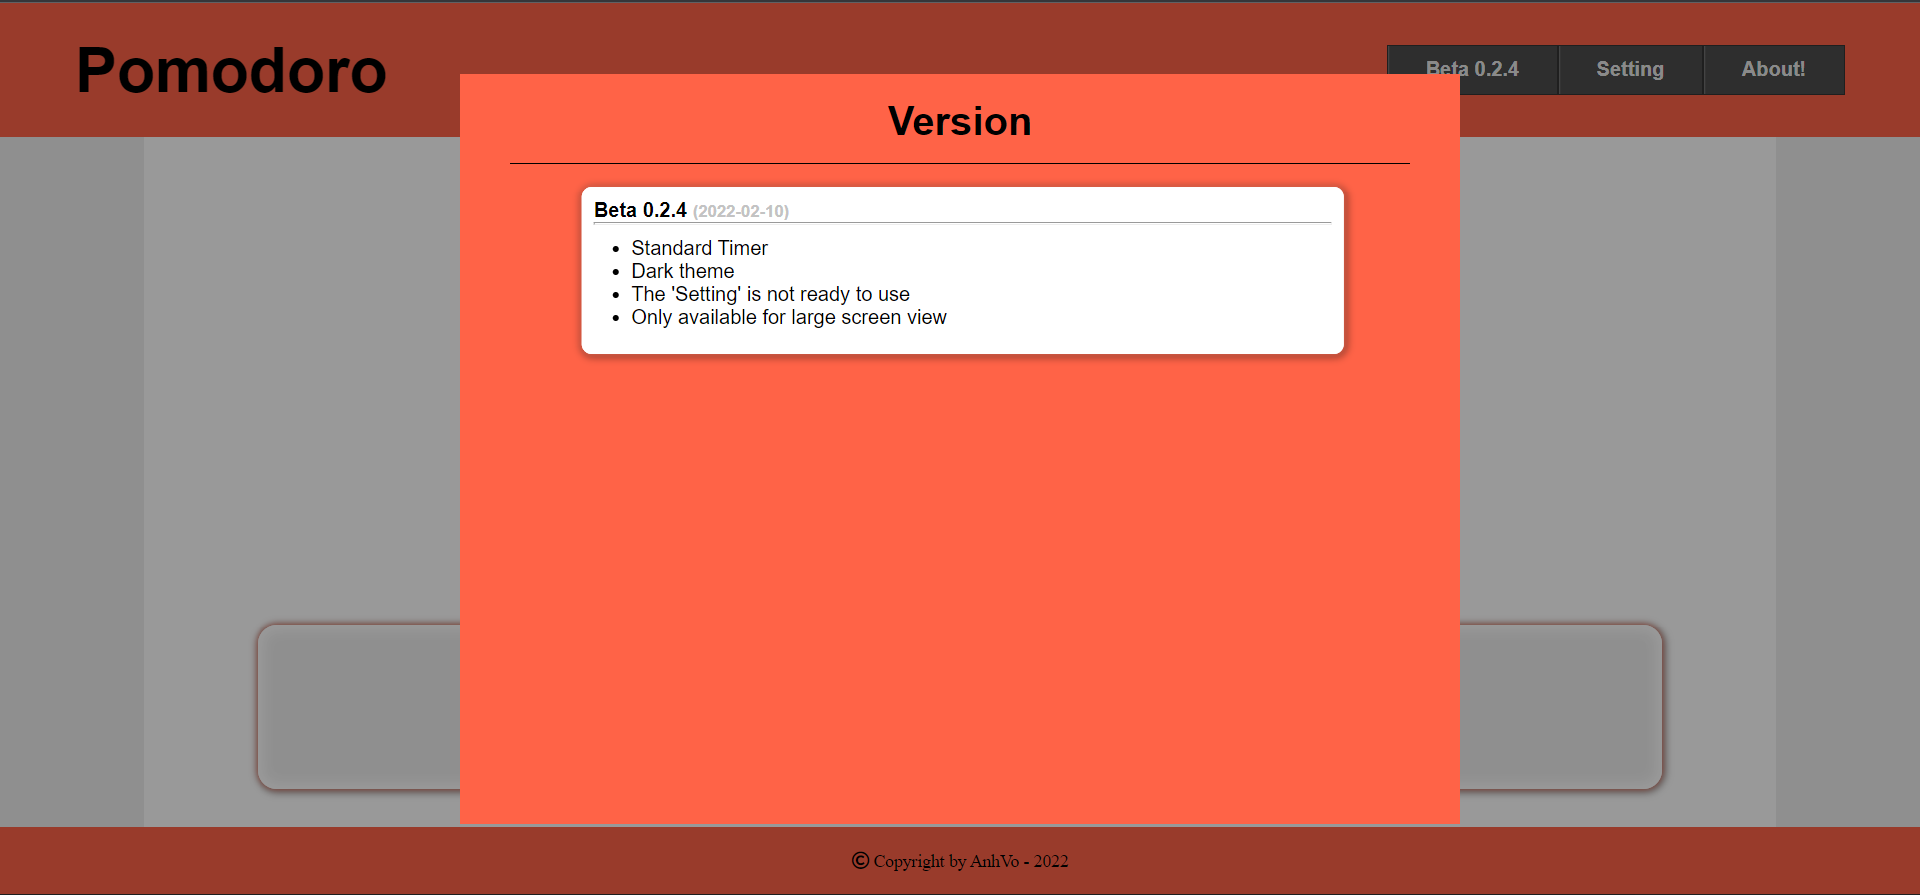 Pomodoro
Beta 0.2.4
Setting
About!
Version
Beta 0.2.4 (2022-02-10)
Standard Timer
Dark theme
The 'Setting' is not ready to use
Only available for large screen view
© Copyright by AnhVo - 2022